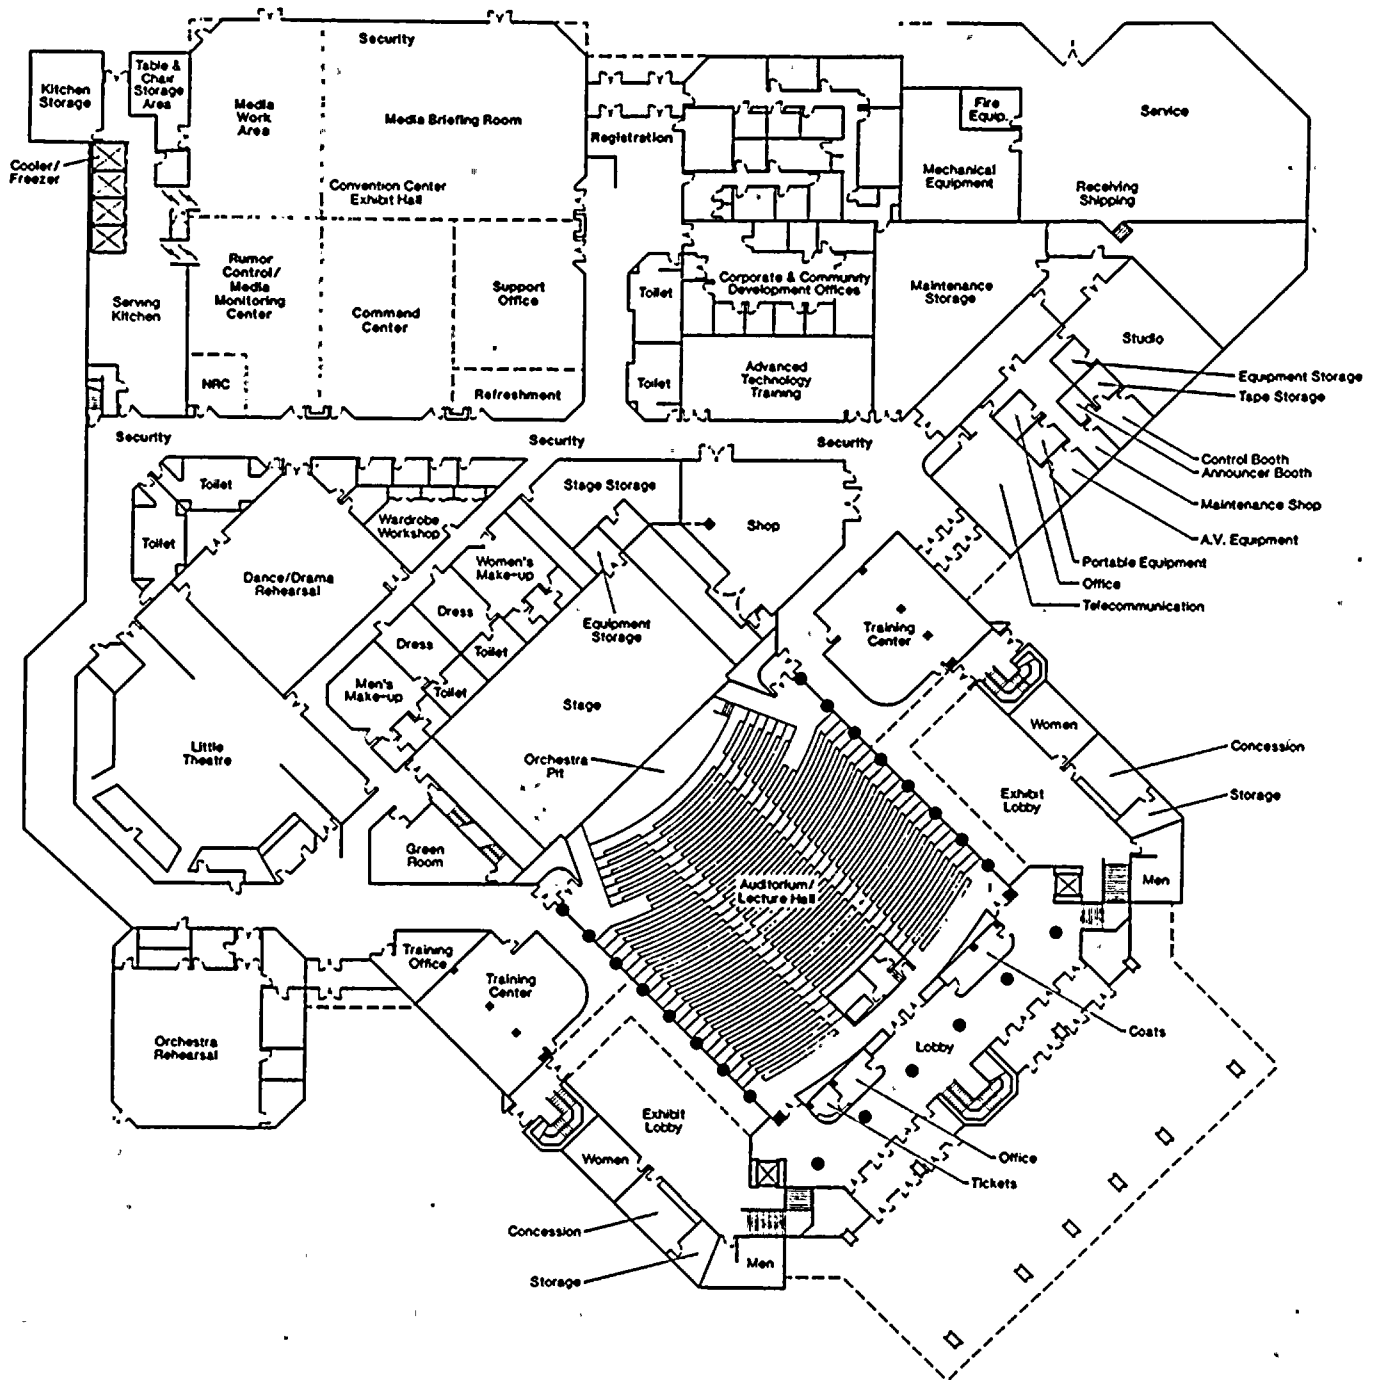 Security
Kitchen
Storage
Table &
Chair
Storage
Area
Media
Work
Area
Media Briefing Room
Registration
Fire
Equip.
Service
Cooler/
Freezer
Mechanical
Equipment
Receiving
Shipping
Convention Center
Exhibit Hall
Rumor
Control/
Media
Monitoring
Center
Support
Office
Toilet
Corporate & Community
Development Offices
Maintenance
Storage
Serving
Kitchen
Command
Center
Studio
NRC
Refreshment
Toilet
Advanced
Technology
Training
Equipment Storage
Tape Storage
Security
Security
Security
Control Booth
Announcer Booth
Maintenance Shop
A.V. Equipment
Portable Equipment
Office
Telecommunication
Toilet
Stage Storage
Wardrobe
Workshop
Shop
Toilet
Dance/Drama
Rehearsal
Women's
Make-up
Dress
Equipment
Storage
Training
Center
Dress
Toilet
Men's
Make-up
Toilet
Stage
Women
Little
Theatre
Orchestra
Pit
Concession
Exhibit
Lobby
Storage
Green
Room
Auditorium/
Lecture Hall
Men
Training
Office
Training
Center
Orchestra
Rehearsal
Coats
Lobby
Exhibit
Lobby
Women
Office
Tickets
Concession
Storage
Men